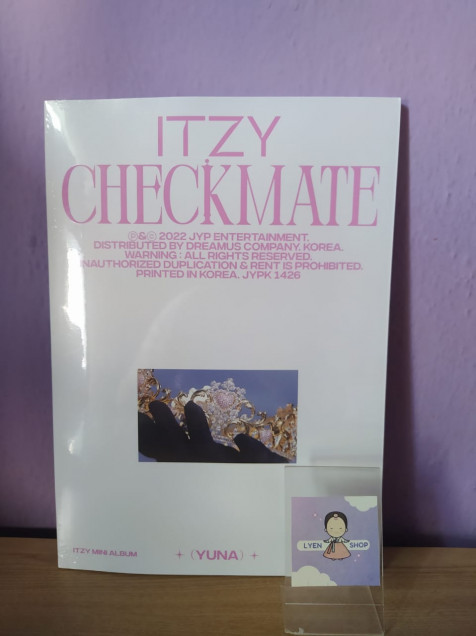 ITZY
CHECKMATE
℗&© 2022 JYP ENTERTAINMENT.
DISTRIBUTED BY DREAMUS COMPANY. KOREA.
WARNING : ALL RIGHTS RESERVED.
UNAUTHORIZED DUPLICATION & RENT IS PROHIBITED.
PRINTED IN KOREA. JYPK 1426
ITZY MINI ALBUM
(YUNA)
LYEN SHOP